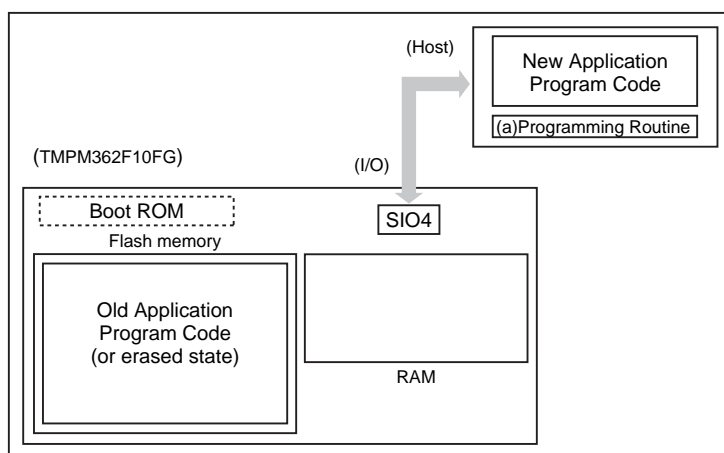 (Host)
New Application
Program Code
(a)Programming Routine
(TMPM362F10FG)
(I/O)
Boot ROM
SIO4
Flash memory
Old Application
Program Code
(or erased state)
RAM